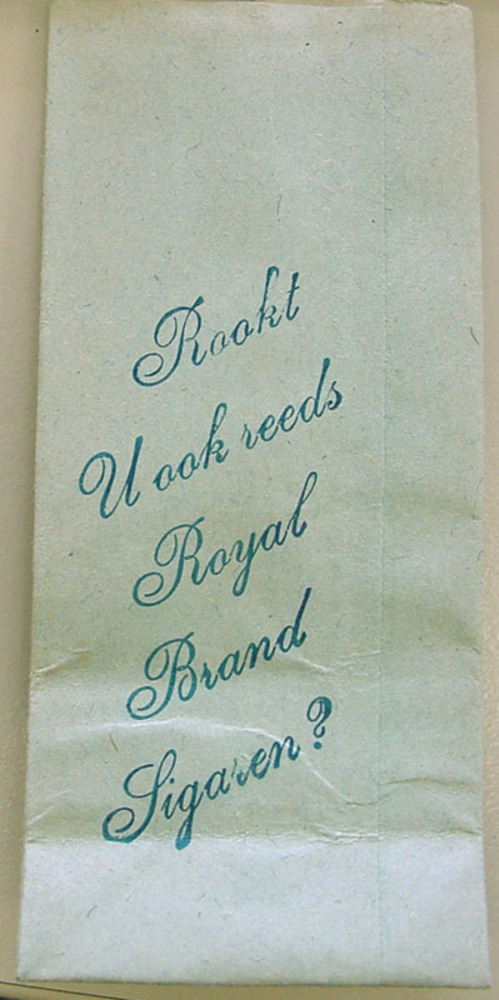 Rookt
U ook reeds
Royal
Brand
Sigaren?